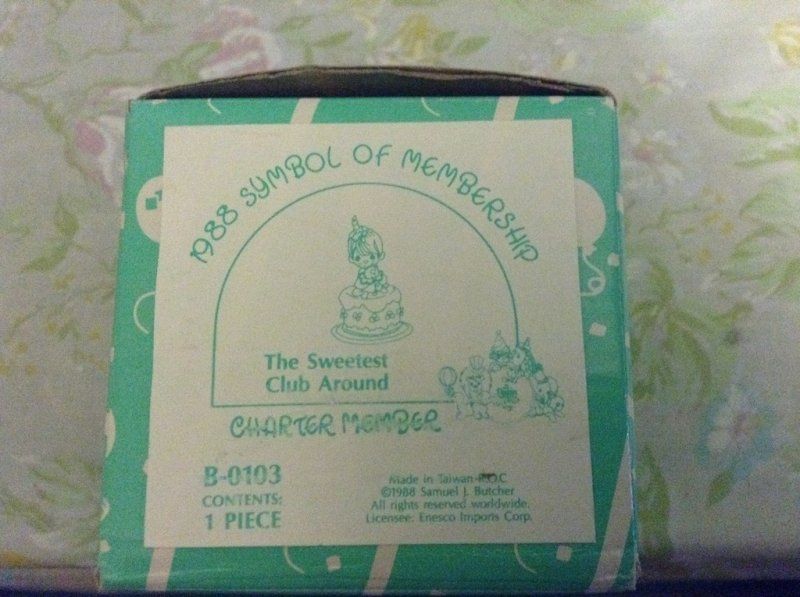 1988 SYMBOL OF MEMBERSHIP
The Sweetest
Club Around
CHARTER MEMBER
B-0103
CONTENTS:
1 PIECE
Made in Taiwan R.O.C
©1988 Samuel J. Butcher
All rights reserved worldwide.
Licensee: Enesco Imports Corp.